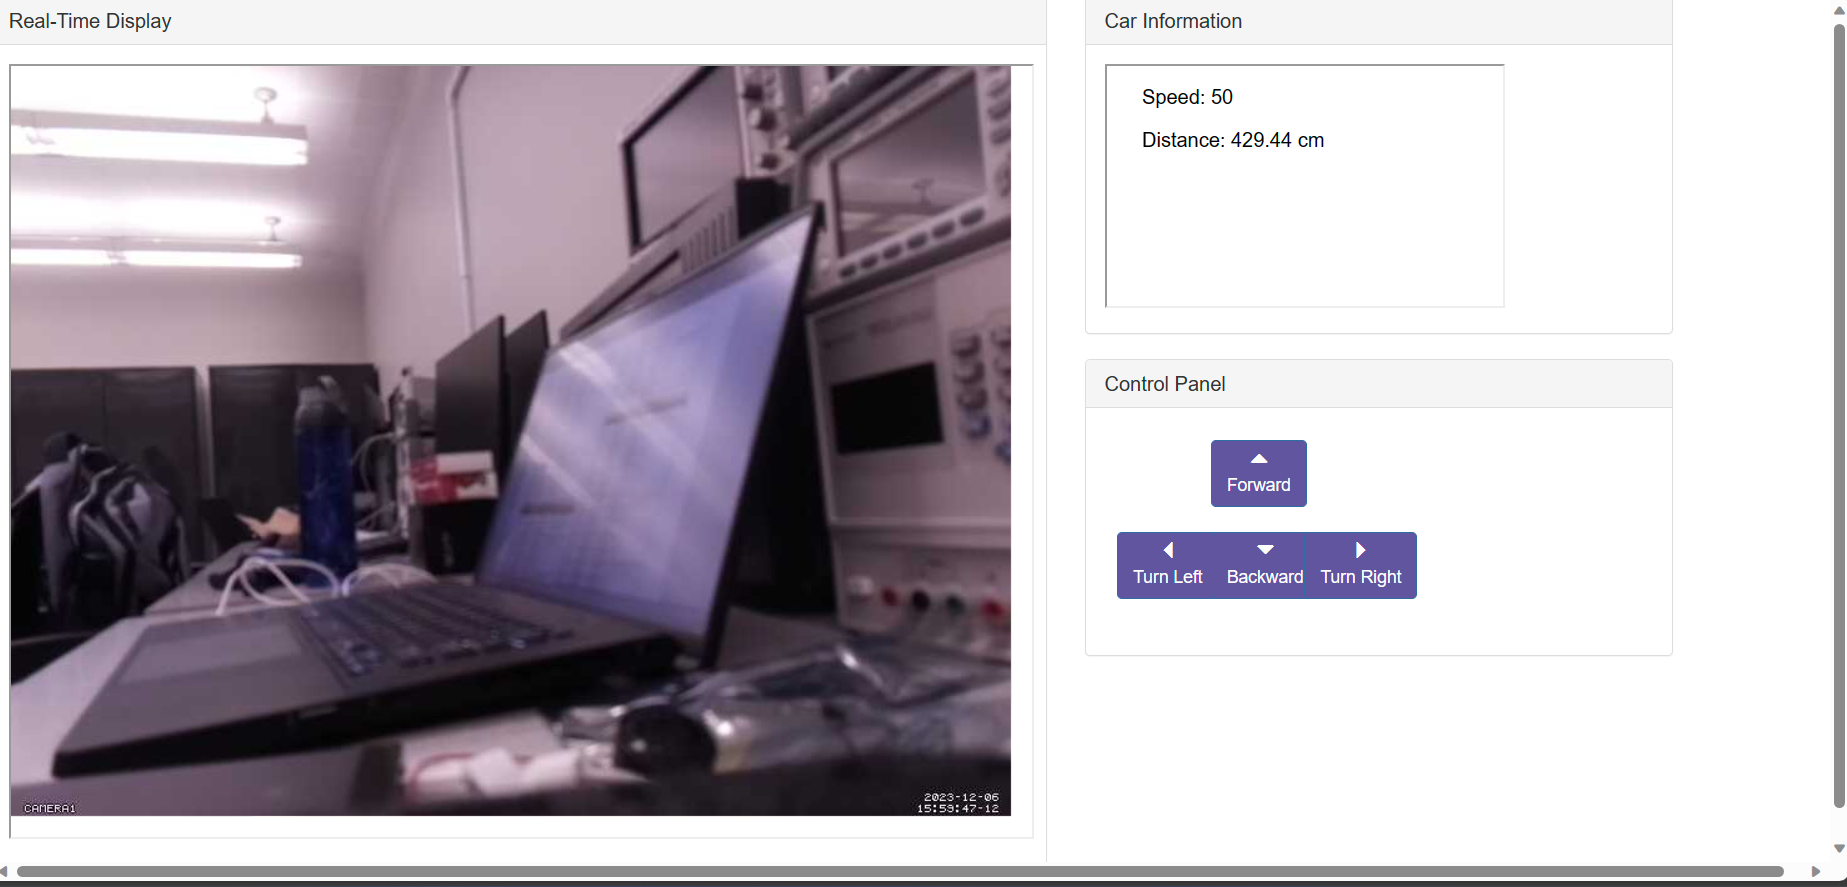 Real-Time Display
CAMERA1
2023-12-06
15:59:47-12
Car Information
Speed: 50
Distance: 429.44 cm
Control Panel
Forward
Turn Left
Backward
Turn Right